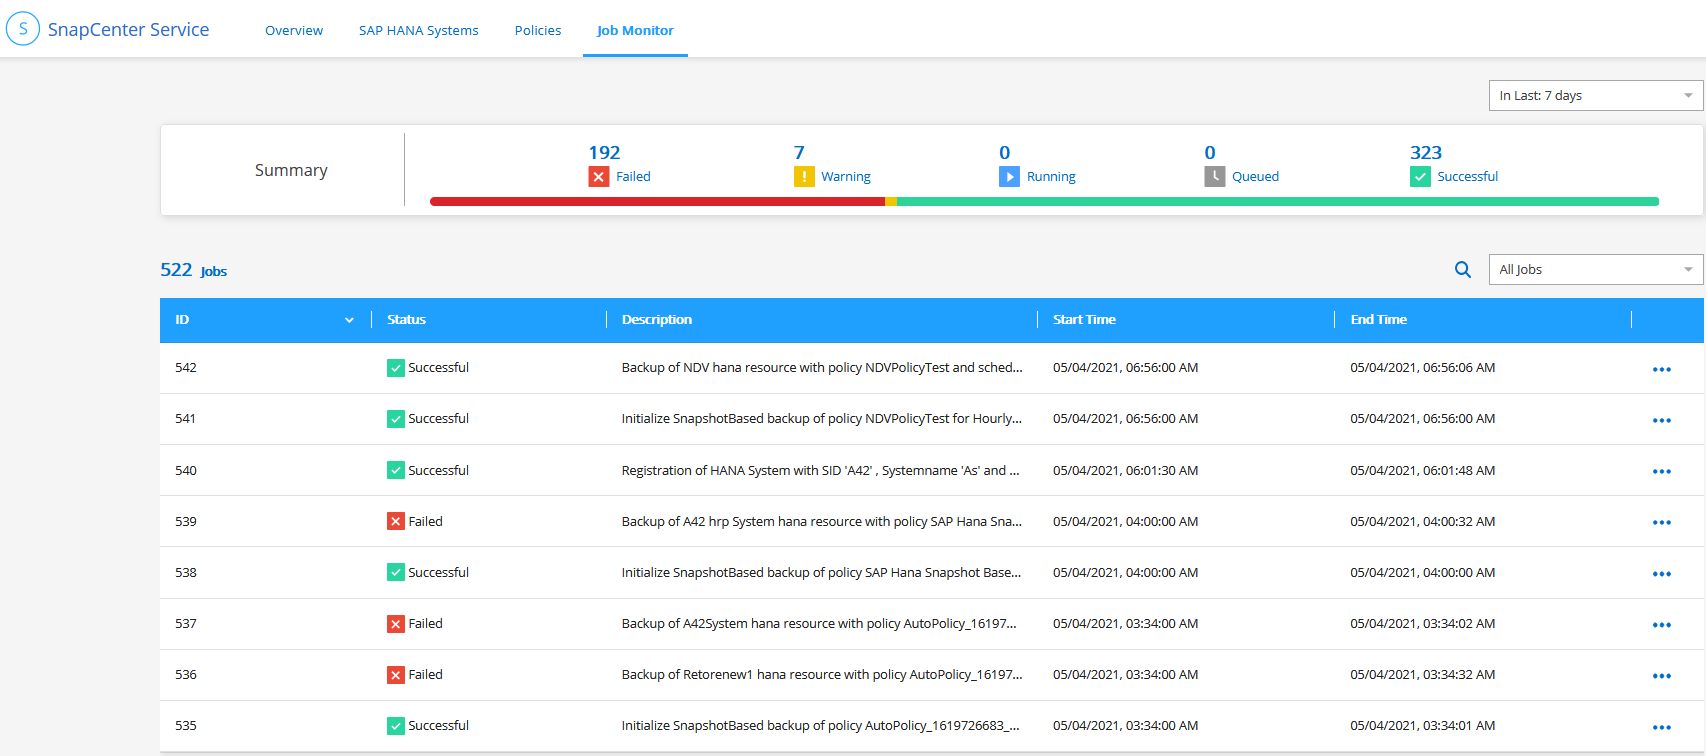 S SnapCenter Service Overview SAP HANA Systems Policies Job Monitor
In Last: 7 days
Summary
192 7 0 0 323
Failed Warning Running Queued Successful
522 Jobs All Jobs
ID Status Description Start Time End Time
542 Successful Backup of NDV hana resource with policy NDVPolicyTest and sched... 05/04/2021, 06:56:00 AM 05/04/2021, 06:56:06 AM
541 Successful Initialize SnapshotBased backup of policy NDVPolicyTest for Hourly... 05/04/2021, 06:56:00 AM 05/04/2021, 06:56:00 AM
540 Successful Registration of HANA System with SID 'A42' , Systemname 'As' and ... 05/04/2021, 06:01:30 AM 05/04/2021, 06:01:48 AM
539 Failed Backup of A42 hrp System hana resource with policy SAP Hana Sna... 05/04/2021, 04:00:00 AM 05/04/2021, 04:00:32 AM
538 Successful Initialize SnapshotBased backup of policy SAP Hana Snapshot Base... 05/04/2021, 04:00:00 AM 05/04/2021, 04:00:00 AM
537 Failed Backup of A42System hana resource with policy AutoPolicy_16197... 05/04/2021, 03:34:00 AM 05/04/2021, 03:34:02 AM
536 Failed Backup of Retorenew1 hana resource with policy AutoPolicy_16197... 05/04/2021, 03:34:00 AM 05/04/2021, 03:34:32 AM
535 Successful Initialize SnapshotBased backup of policy AutoPolicy_1619726683_... 05/04/2021, 03:34:00 AM 05/04/2021, 03:34:01 AM